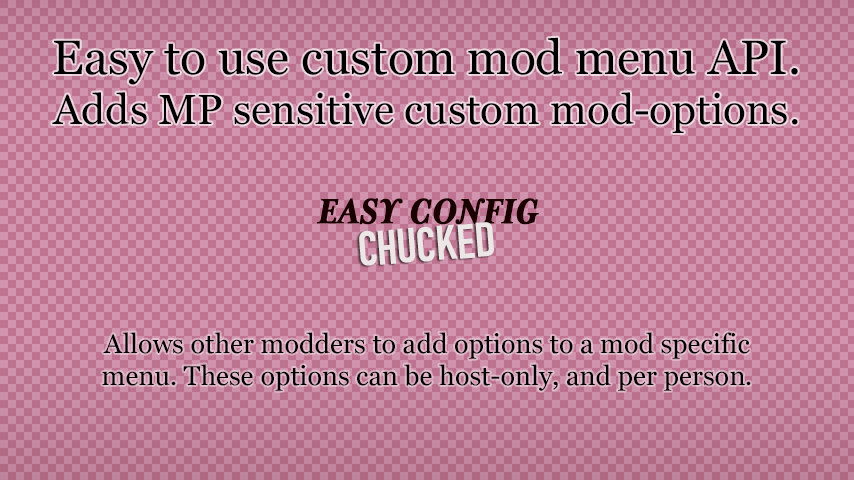 Easy to use custom mod menu API.
Adds MP sensitive custom mod-options.
EASY CONFIG
CHUCKED
Allows other modders to add options to a mod specific
menu. These options can be host-only, and per person.